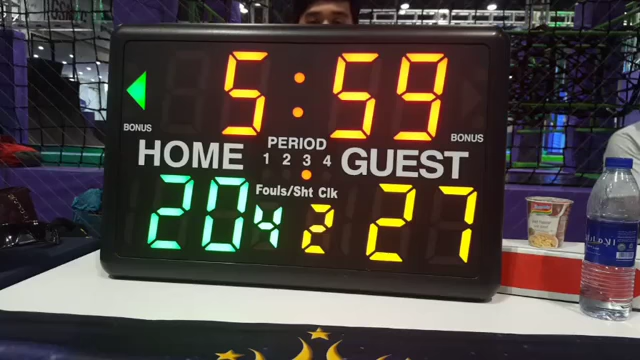 5:59
BONUS
BONUS
PERIOD
HOME 1 2 3 4 GUEST
Fouls/Sht Clk
20 4 2 27